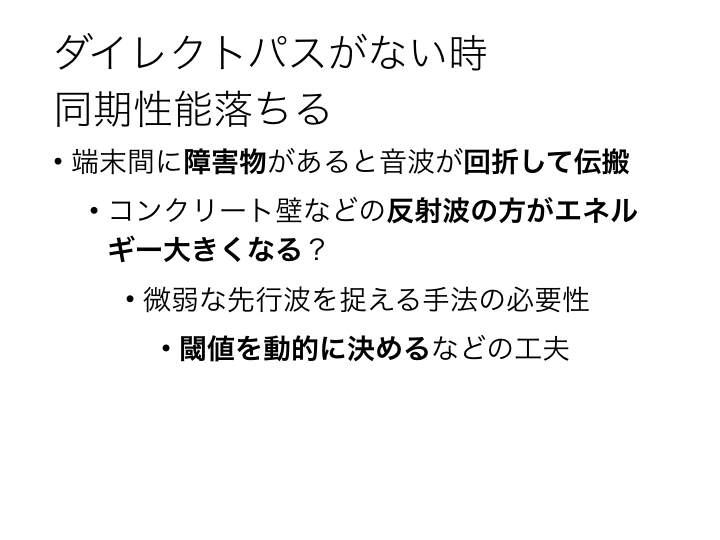 ダイレクトパスがない時
同期性能落ちる
• 端末間に障害物があると音波が回折して伝搬
• コンクリート壁などの反射波の方がエネル
ギー大きくなる？
• 微弱な先行波を捉える手法の必要性
• 閾値を動的に決めるなどの工夫